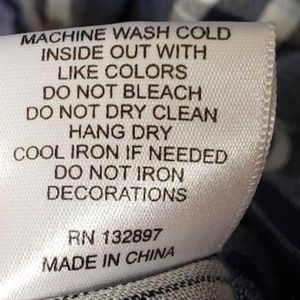 MACHINE WASH COLD
INSIDE OUT WITH
LIKE COLORS
DO NOT BLEACH
DO NOT DRY CLEAN
HANG DRY
COOL IRON IF NEEDED
DO NOT IRON
DECORATIONS
RN 132897
MADE IN CHINA